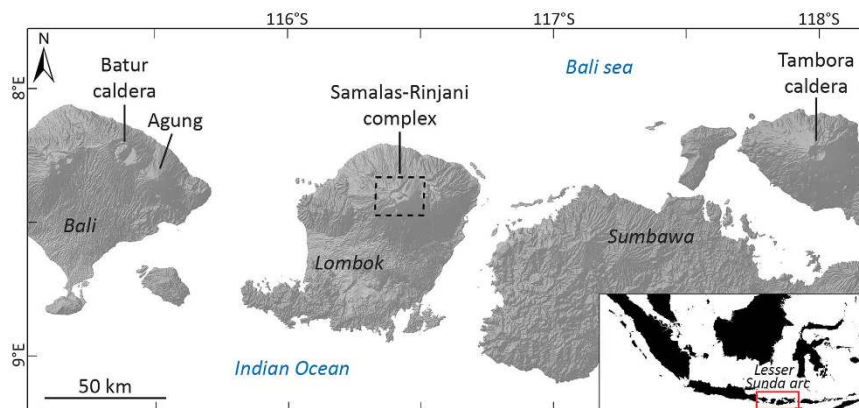 116°S
117°S
118°S
N
8°E
9°E
Batur
caldera
Agung
Samalas-Rinjani
complex
Bali sea
Tambora
caldera
Bali
Lombok
Sumbawa
Indian Ocean
50 km
Lesser
Sunda arc